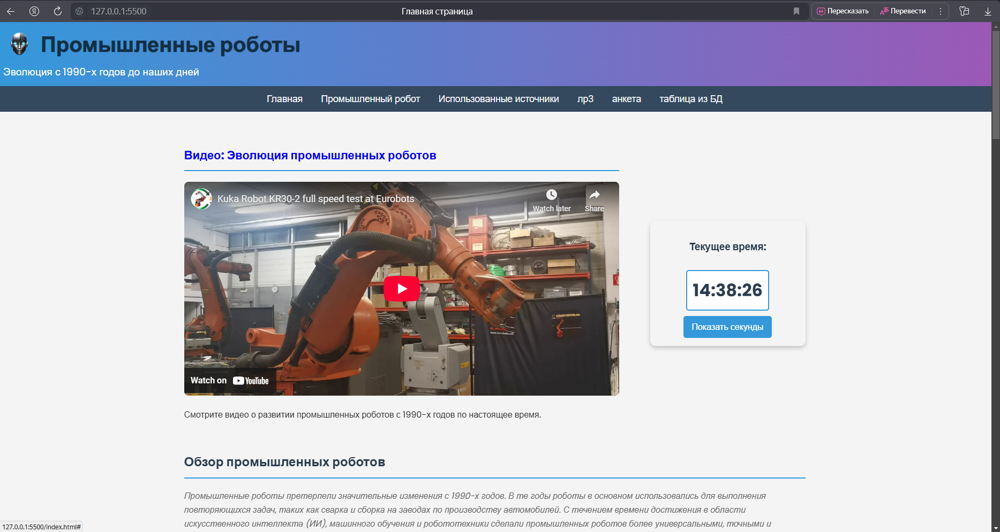 127.0.0.1:5500
Главная страница
Пересказать
Перевести
Промышленные роботы
Эволюция с 1990-х годов до наших дней
Главная
Промышленный робот
Использованные источники
лр3
анкета
таблица из БД
Видео: Эволюция промышленных роботов
Kuka Robot KR30-2 full speed test at Eurobots
Watch later
Share
www.eurobots.net
Watch on YouTube
Текущее время:
14:38:26
Показать секунды
Смотрите видео о развитии промышленных роботов с 1990-х годов по настоящее время.
Обзор промышленных роботов
Промышленные роботы претерпели значительные изменения с 1990-х годов. В те годы роботы в основном использовались для выполнения
повторяющихся задач, таких как сварка и сборка на заводах по производству автомобилей. С течением времени достижения в области
искусственного интеллекта (ИИ), машинного обучения и робототехники сделали промышленных роботов более универсальными, точными и
127.0.0.1:5500/index.html#